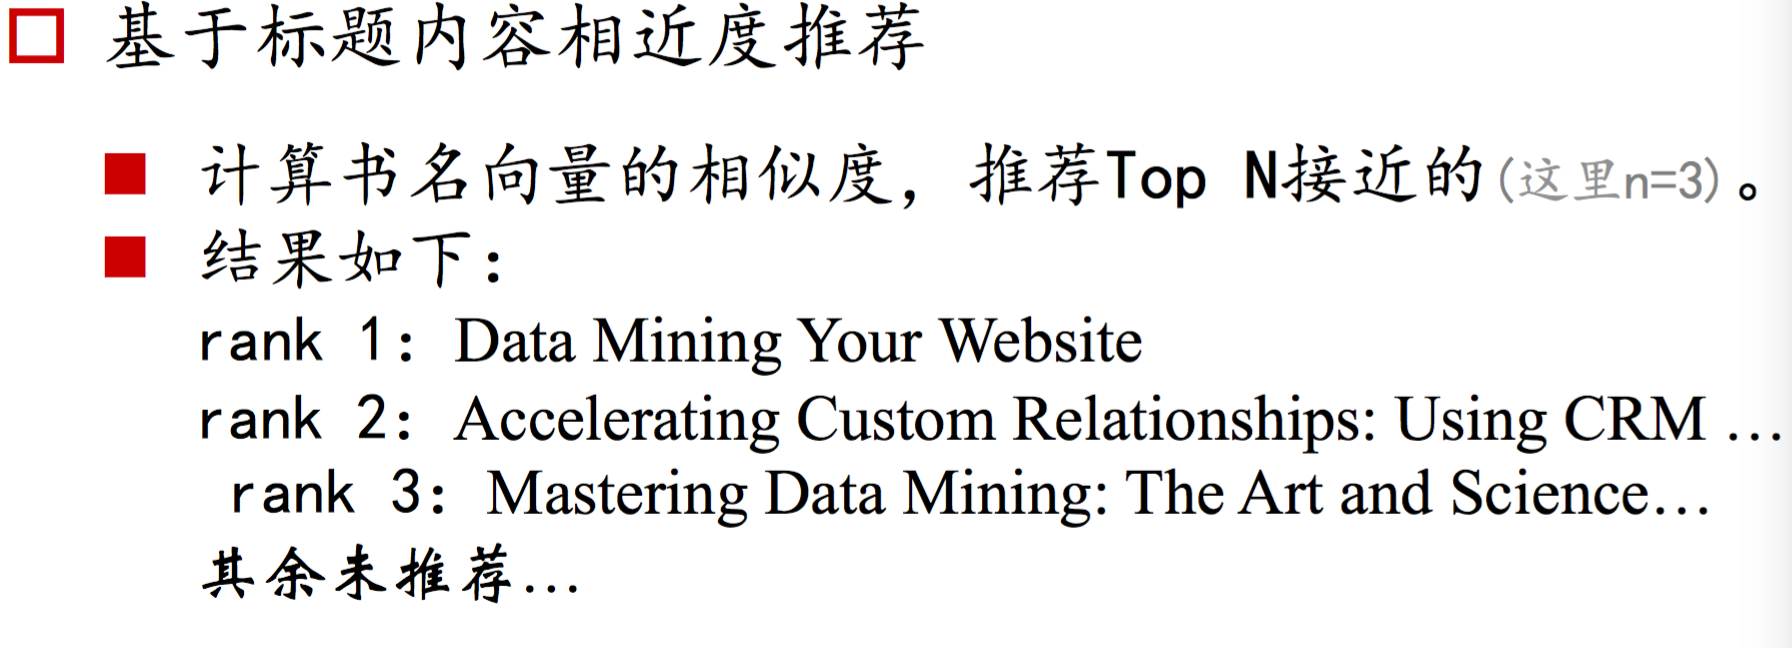 基于标题内容相近度推荐
计算书名向量的相似度，推荐Top N接近的(这里n=3)。
结果如下：
rank 1：Data Mining Your Website
rank 2：Accelerating Custom Relationships: Using CRM …
rank 3：Mastering Data Mining: The Art and Science…
其余未推荐…